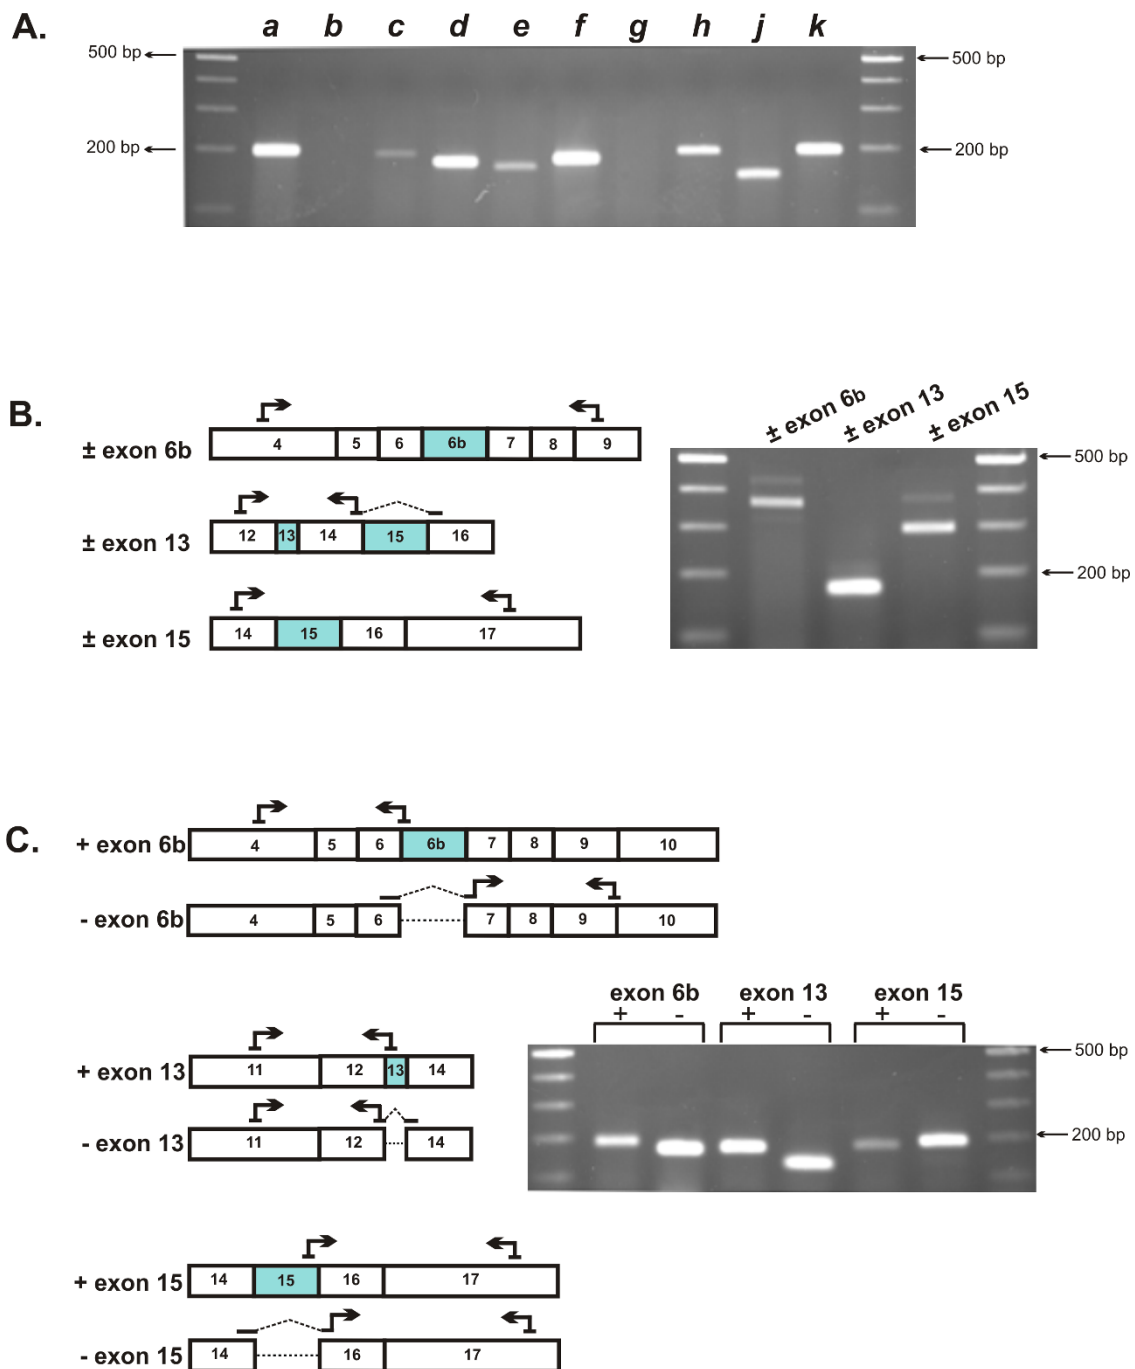 A.
a b c d e f g h j k
500 bp
500 bp
200 bp
200 bp
B.
± exon 6b
4 5 6 6b 7 8 9
± exon 13
12 13 14 15 16
± exon 15
14 15 16 17
± exon 6b
± exon 13
± exon 15
500 bp
200 bp
C.
+ exon 6b
4 5 6 6b 7 8 9 10
- exon 6b
4 5 6 7 8 9 10
+ exon 13
11 12 13 14
- exon 13
11 12 14
exon 6b exon 13 exon 15
+ - + - + -
500 bp
200 bp
+ exon 15
14 15 16 17
- exon 15
14 16 17